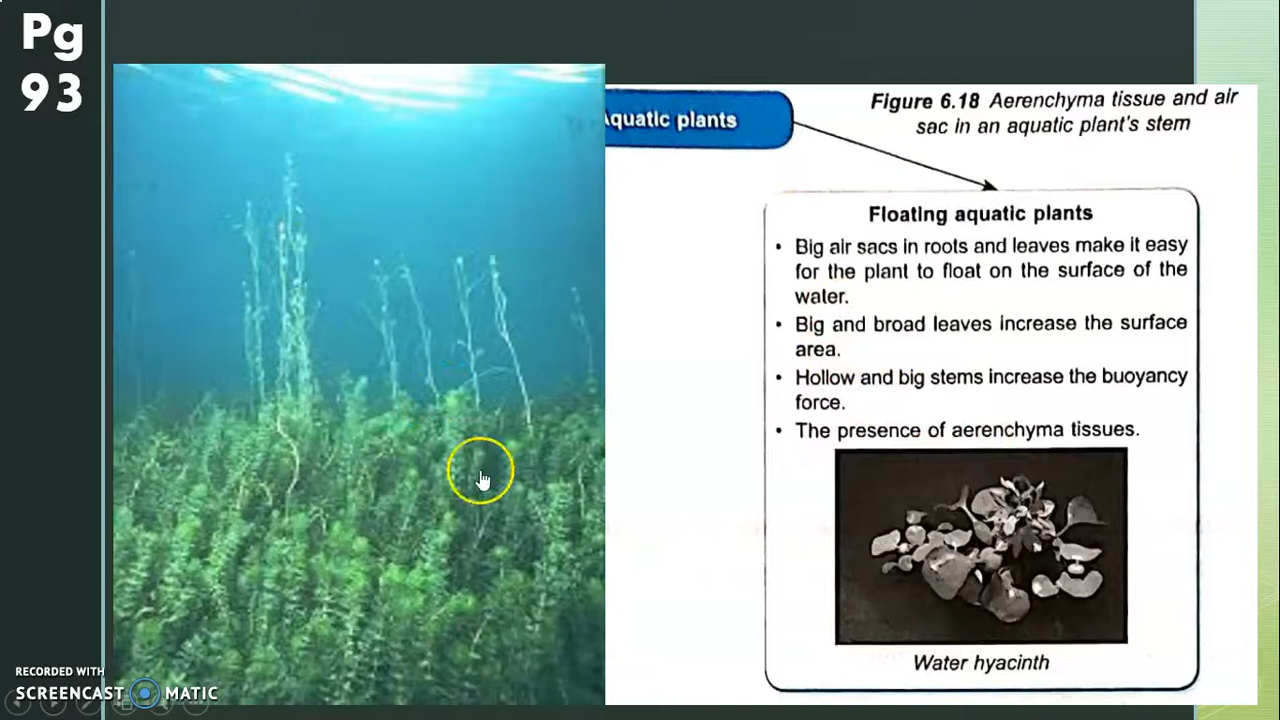 Pg
93
Aquatic plants
Figure 6.18 Aerenchyma tissue and air
sac in an aquatic plant's stem
Floating aquatic plants
• Big air sacs in roots and leaves make it easy
for the plant to float on the surface of the
water.
• Big and broad leaves increase the surface
area.
• Hollow and big stems increase the buoyancy
force.
• The presence of aerenchyma tissues.
Water hyacinth
RECORDED WITH
SCREENCAST MATIC